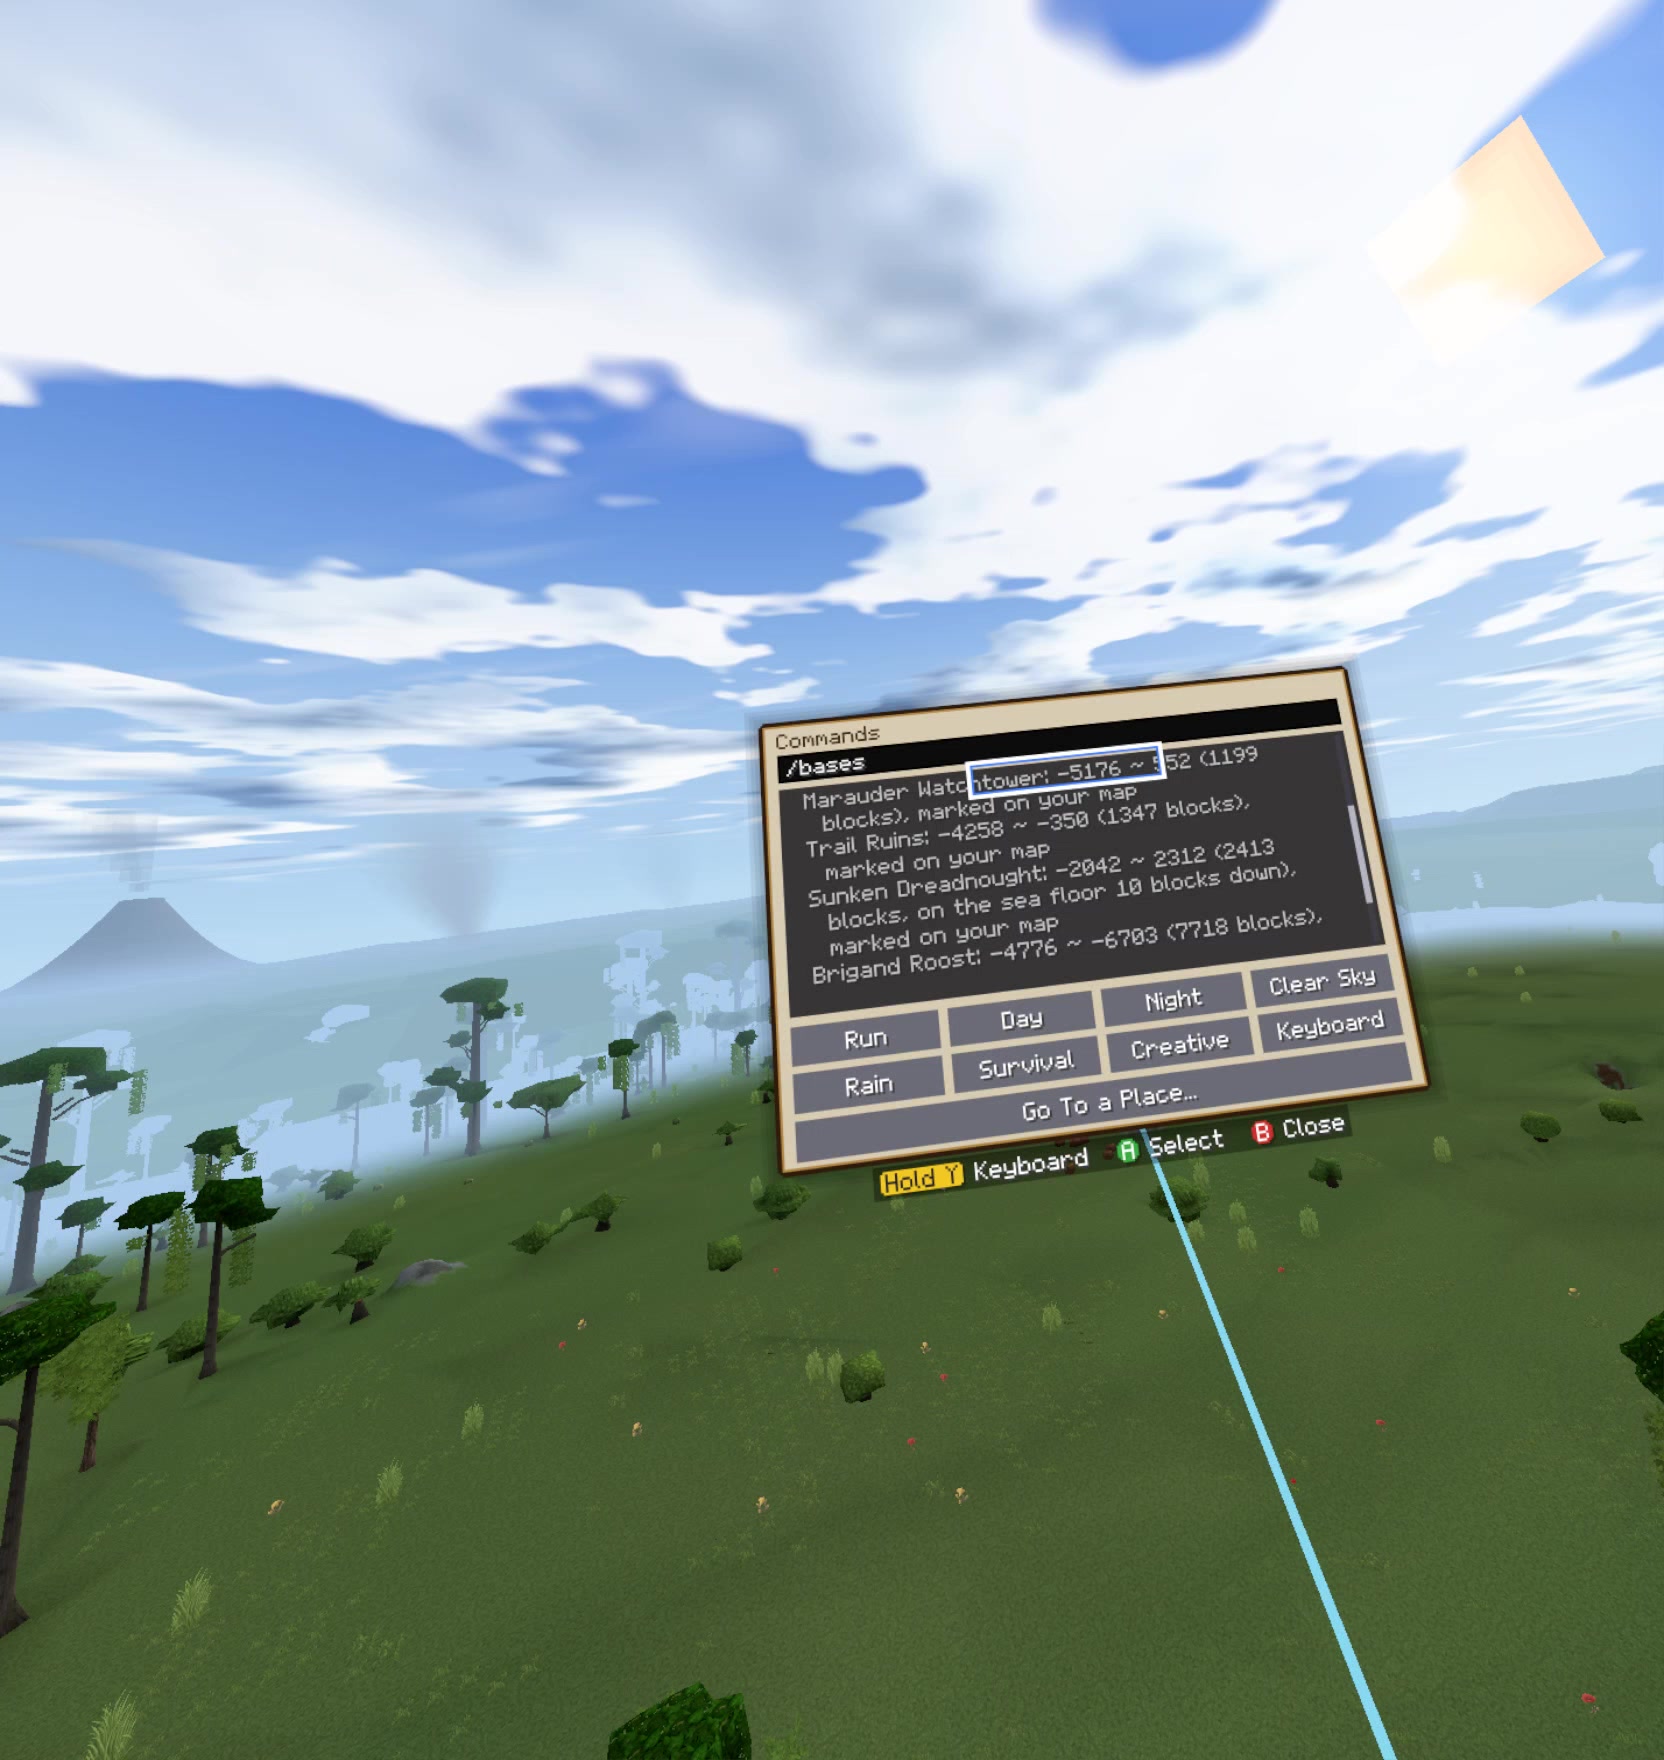 Commands
/bases
Marauder Watchtower: -5176 ~ 552 (1199
blocks), marked on your map
Trail Ruins: -4258 ~ -350 (1347 blocks),
marked on your map
Sunken Dreadnought: -2042 ~ 2312 (2413
blocks, on the sea floor 10 blocks down),
marked on your map
Brigand Roost: -4776 ~ -6703 (7718 blocks),
Run Day Night Clear Sky
Rain Survival Creative Keyboard
Go To a Place...
Hold Y Keyboard A Select B Close